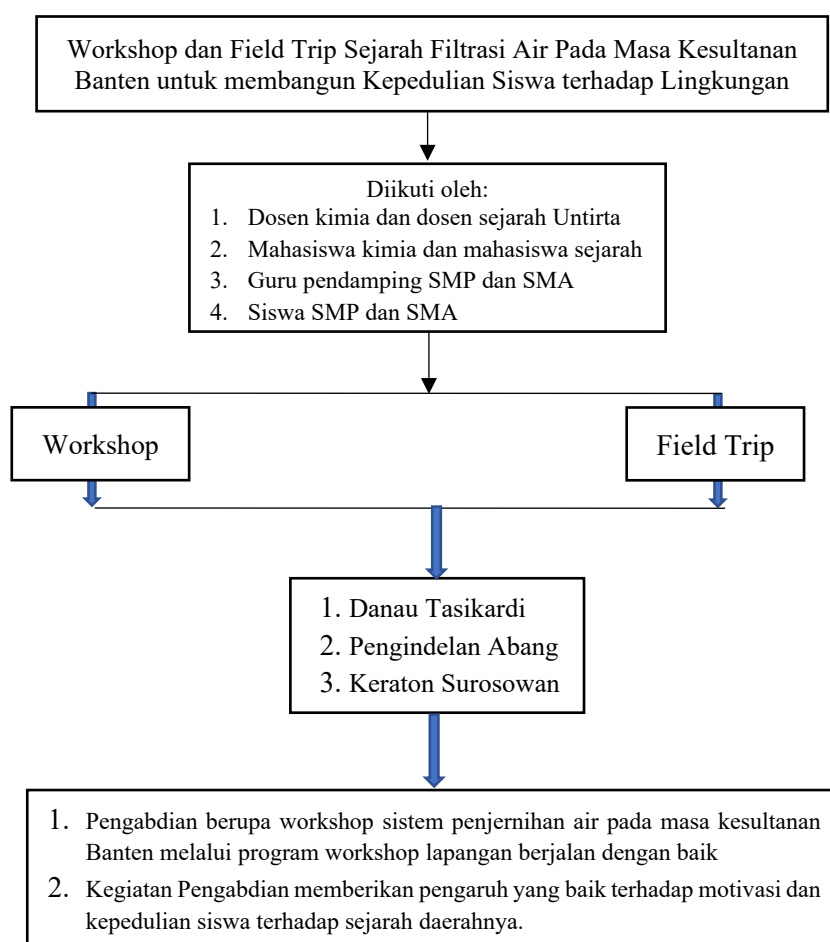 Workshop dan Field Trip Sejarah Filtrasi Air Pada Masa Kesultanan
Banten untuk membangun Kepedulian Siswa terhadap Lingkungan
Diikuti oleh:
1. Dosen kimia dan dosen sejarah Untirta
2. Mahasiswa kimia dan mahasiswa sejarah
3. Guru pendamping SMP dan SMA
4. Siswa SMP dan SMA
Workshop
Field Trip
1. Danau Tasikardi
2. Pengindelan Abang
3. Keraton Surosowan
1. Pengabdian berupa workshop sistem penjernihan air pada masa kesultanan
Banten melalui program workshop lapangan berjalan dengan baik
2. Kegiatan Pengabdian memberikan pengaruh yang baik terhadap motivasi dan
kepedulian siswa terhadap sejarah daerahnya.